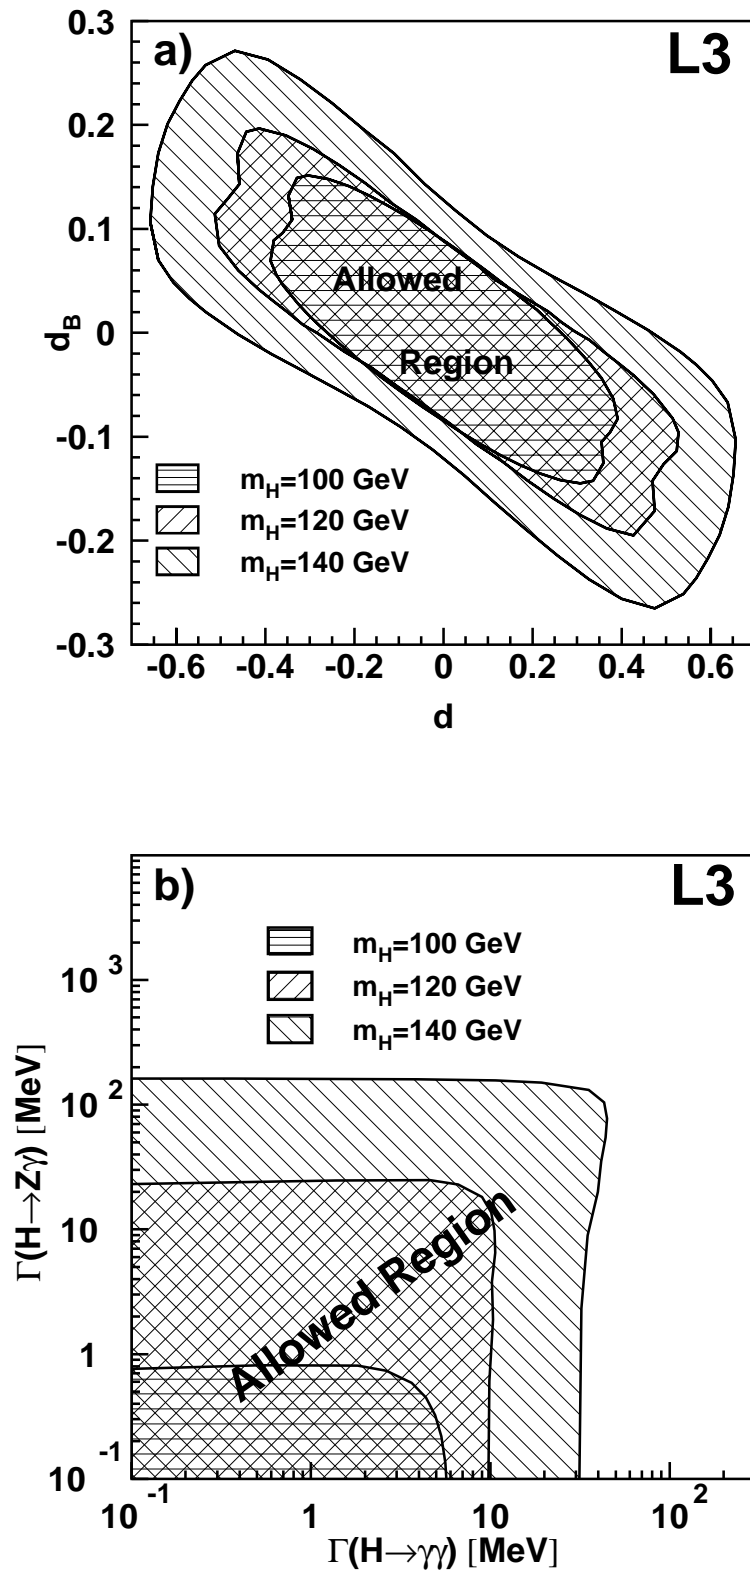 a)
L3
0.3
0.2
0.1
0
-0.1
-0.2
-0.3
d_B
Allowed
Region
m_H=100 GeV
m_H=120 GeV
m_H=140 GeV
-0.6 -0.4 -0.2 0 0.2 0.4 0.6
d
b)
L3
m_H=100 GeV
m_H=120 GeV
m_H=140 GeV
10^3
10^2
10
1
10^-1
Γ(H→Zγ) [MeV]
Allowed Region
10^-1 1 10 10^2
Γ(H→γγ) [MeV]